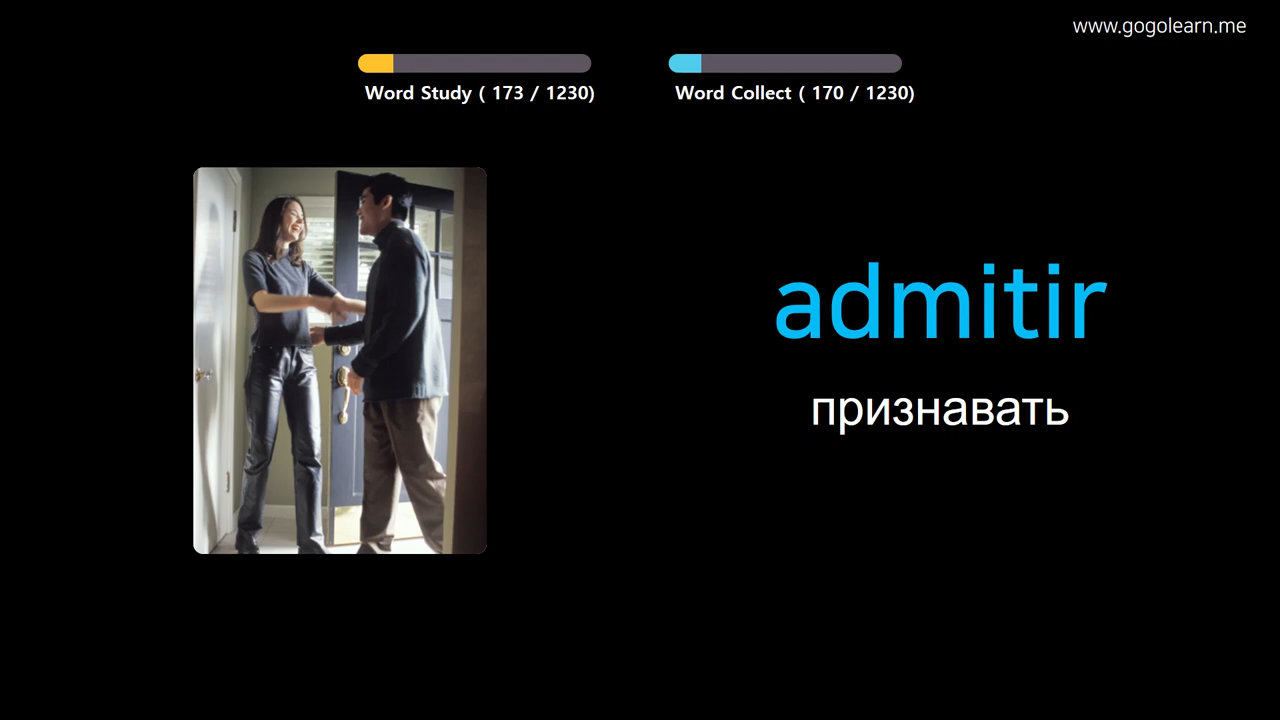 www.gogolearn.me
Word Study ( 173 / 1230)
Word Collect ( 170 / 1230)
admitir
признавать